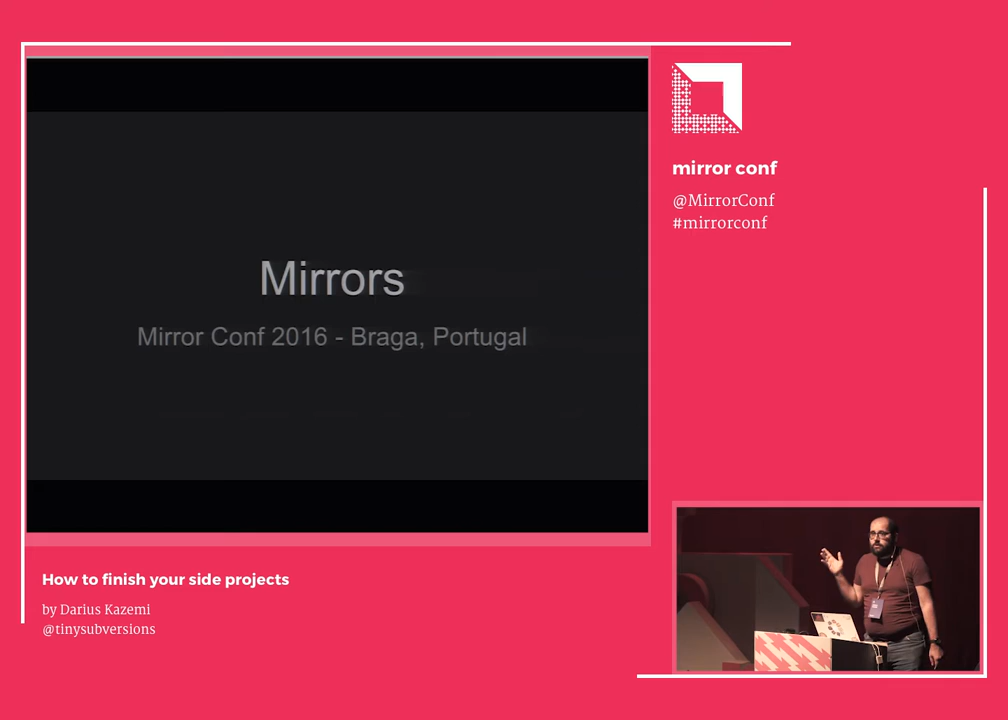 Mirrors
Mirror Conf 2016 - Braga, Portugal
mirror conf
@MirrorConf
#mirrorconf
How to finish your side projects
by Darius Kazemi
@tinysubversions